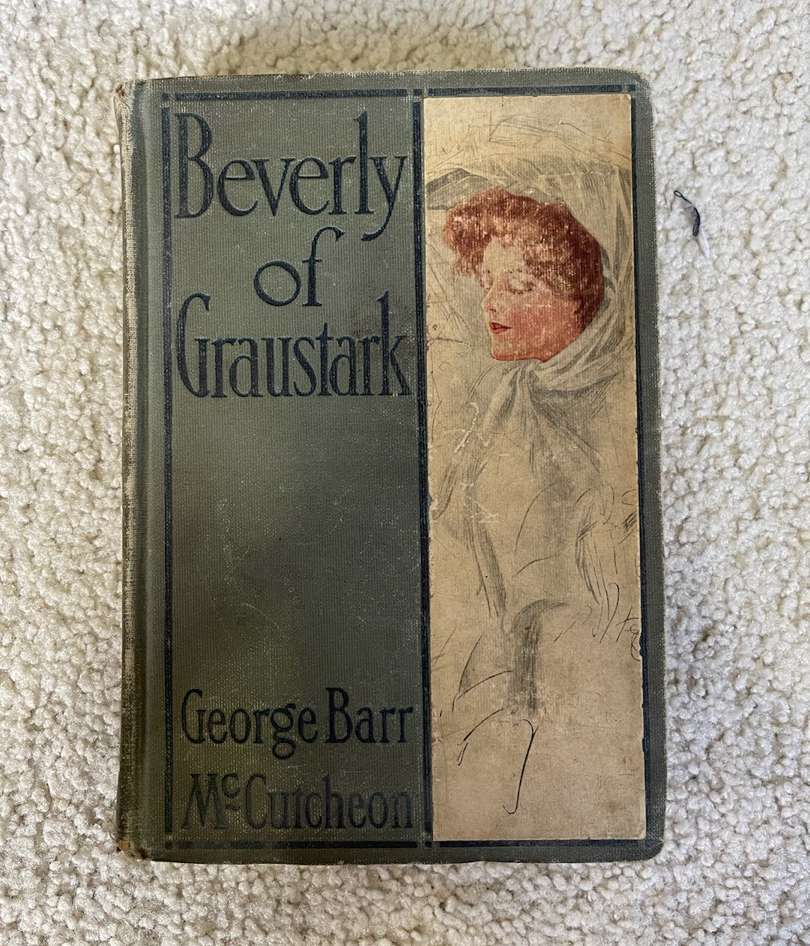 Beverly
of
Graustark
George Barr
McCutcheon